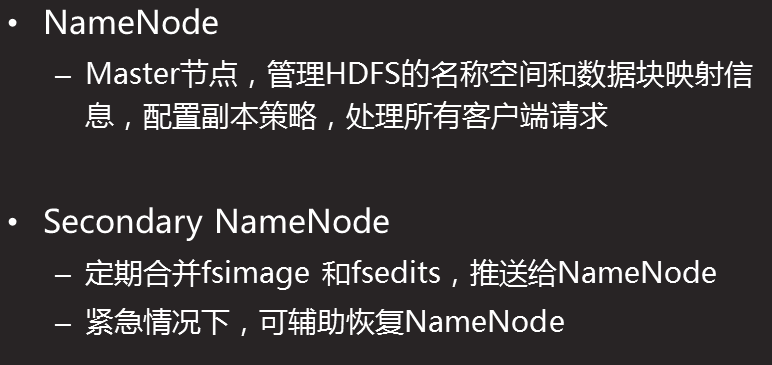 • NameNode
– Master节点，管理HDFS的名称空间和数据块映射信
息，配置副本策略，处理所有客户端请求
• Secondary NameNode
– 定期合并fsimage 和fsedits，推送给NameNode
– 紧急情况下，可辅助恢复NameNode